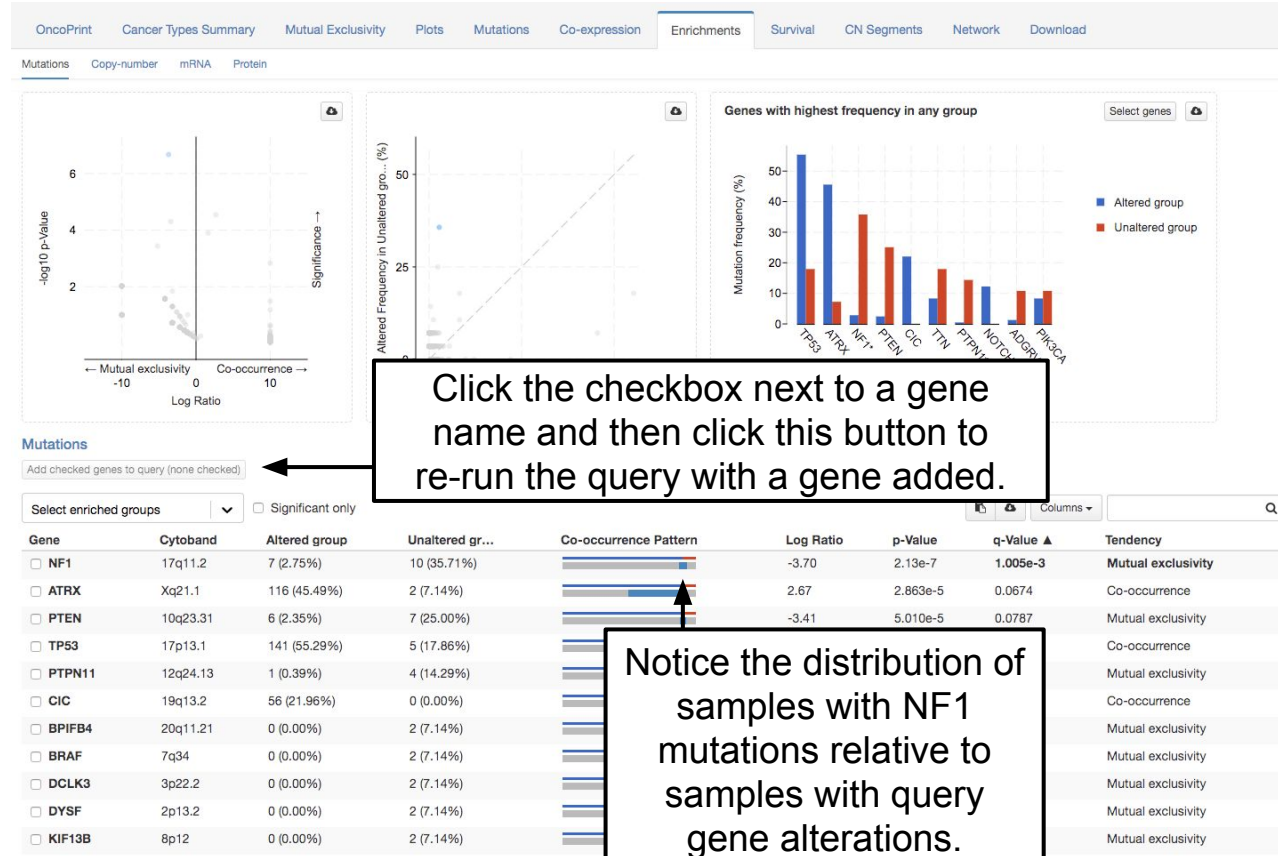 OncoPrint Cancer Types Summary Mutual Exclusivity Plots Mutations Co-expression Enrichments Survival CN Segments Network Download
Mutations Copy-number mRNA Protein
6
4
2
-log10 p-Value
Significance →
← Mutual exclusivity Co-occurrence →
-10 0 10
Log Ratio
Altered Frequency in Unaltered gro... (%)
50
25
0
Genes with highest frequency in any group
Select genes
Mutation frequency (%)
50
40
30
20
10
0
TP53 ATRX NF1* PTEN CIC TTN PIK3CA
Altered group
Unaltered group
Click the checkbox next to a gene
name and then click this button to
re-run the query with a gene added.
Mutations
Add checked genes to query (none checked)
Select enriched groups Significant only Columns
Gene Cytoband Altered group Unaltered gr... Co-occurrence Pattern Log Ratio p-Value q-Value ▲ Tendency
NF1 17q11.2 7 (2.75%) 10 (35.71%) -3.70 2.13e-7 1.005e-3 Mutual exclusivity
ATRX Xq21.1 116 (45.49%) 2 (7.14%) 2.67 2.863e-5 0.0674 Co-occurrence
PTEN 10q23.31 6 (2.35%) 7 (25.00%) -3.41 5.010e-5 0.0787 Mutual exclusivity
TP53 17p13.1 141 (55.29%) 5 (17.86%) Co-occurrence
PTPN11 12q24.13 1 (0.39%) 4 (14.29%) Mutual exclusivity
CIC 19q13.2 56 (21.96%) 0 (0.00%) Co-occurrence
BPIFB4 20q11.21 0 (0.00%) 2 (7.14%) Mutual exclusivity
BRAF 7q34 0 (0.00%) 2 (7.14%) Mutual exclusivity
DCLK3 3p22.2 0 (0.00%) 2 (7.14%) Mutual exclusivity
DYSF 2p13.2 0 (0.00%) 2 (7.14%) Mutual exclusivity
KIF13B 8p12 0 (0.00%) 2 (7.14%) Mutual exclusivity
Notice the distribution of
samples with NF1
mutations relative to
samples with query
gene alterations.